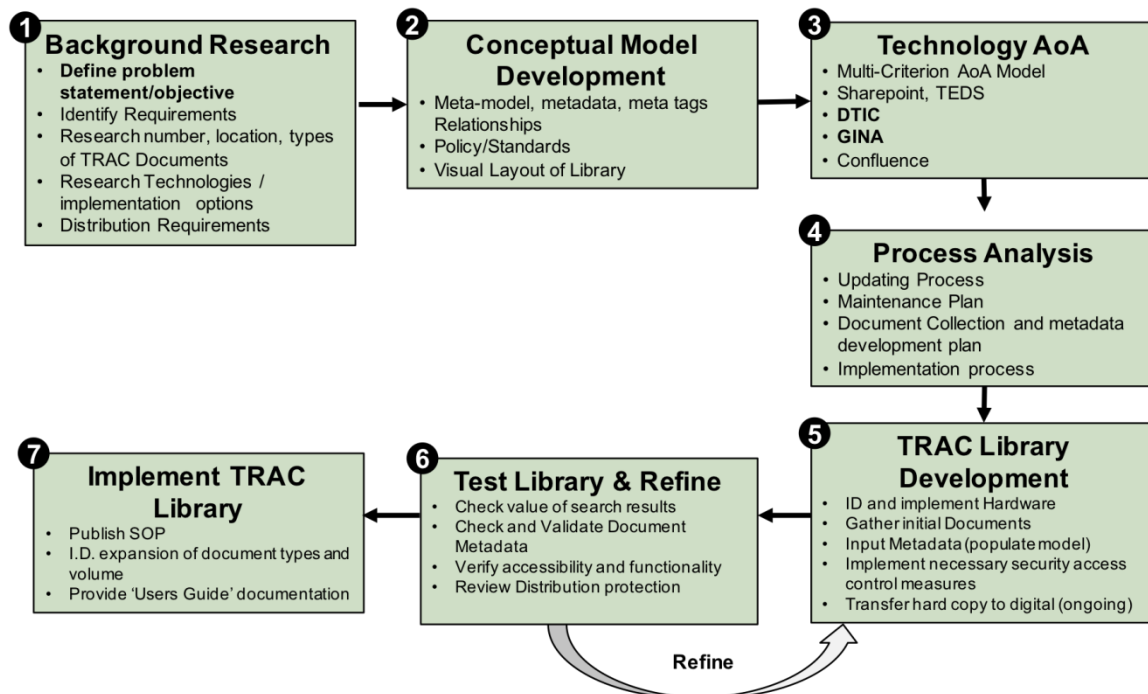 1
Background Research
• Define problem
statement/objective
• Identify Requirements
• Research number, location, types
of TRAC Documents
• Research Technologies /
implementation options
• Distribution Requirements
2
Conceptual Model
Development
• Meta-model, metadata, meta tags
Relationships
• Policy/Standards
• Visual Layout of Library
3
Technology AoA
• Multi-Criterion AoA Model
• Sharepoint, TEDS
• DTIC
• GINA
• Confluence
4
Process Analysis
• Updating Process
• Maintenance Plan
• Document Collection and metadata
development plan
• Implementation process
5
TRAC Library
Development
• ID and implement Hardware
• Gather initial Documents
• Input Metadata (populate model)
• Implement necessary security access
control measures
• Transfer hard copy to digital (ongoing)
6
Test Library & Refine
• Check value of search results
• Check and Validate Document
Metadata
• Verify accessibility and functionality
• Review Distribution protection
7
Implement TRAC
Library
• Publish SOP
• I.D. expansion of document types and
volume
• Provide ‘Users Guide’ documentation
Refine